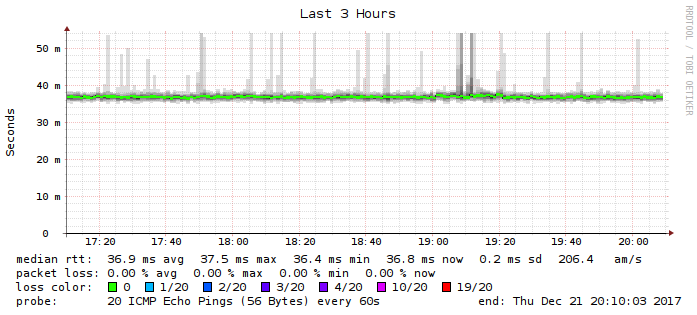 Last 3 Hours
RRDTOOL / TOBI OETIKER
Seconds
50 m
40 m
30 m
20 m
10 m
0
17:20 17:40 18:00 18:20 18:40 19:00 19:20 19:40 20:00
median rtt: 36.9 ms avg 37.5 ms max 36.4 ms min 36.8 ms now 0.2 ms sd 206.4 am/s
packet loss: 0.00 % avg 0.00 % max 0.00 % min 0.00 % now
loss color: 0 1/20 2/20 3/20 4/20 10/20 19/20
probe: 20 ICMP Echo Pings (56 Bytes) every 60s end: Thu Dec 21 20:10:03 2017